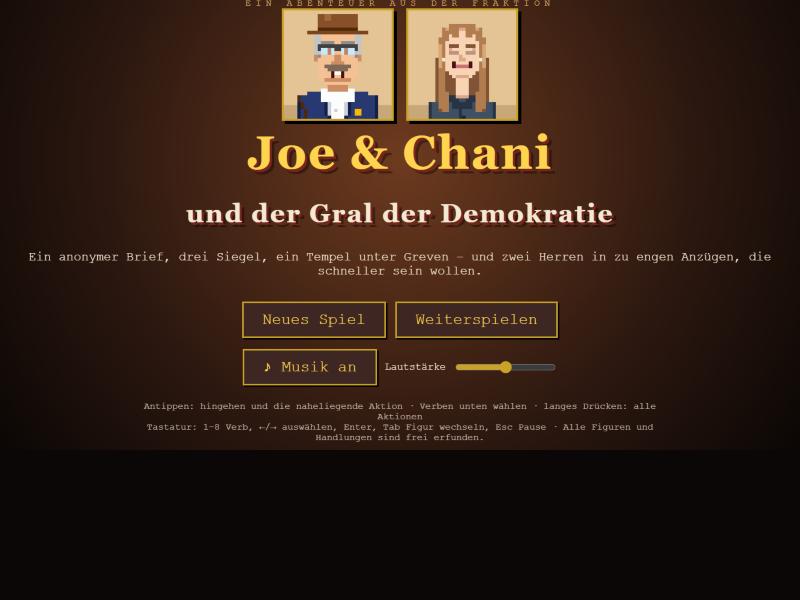 EIN ABENTEUER AUS DER FRAKTION
Joe & Chani
und der Gral der Demokratie
Ein anonymer Brief, drei Siegel, ein Tempel unter Greven – und zwei Herren in zu engen Anzügen, die
schneller sein wollen.
Neues Spiel
Weiterspielen
♪ Musik an
Lautstärke
Antippen: hingehen und die naheliegende Aktion · Verben unten wählen · langes Drücken: alle
Aktionen
Tastatur: 1–8 Verb, ←/→ auswählen, Enter, Tab Figur wechseln, Esc Pause · Alle Figuren und
Handlungen sind frei erfunden.